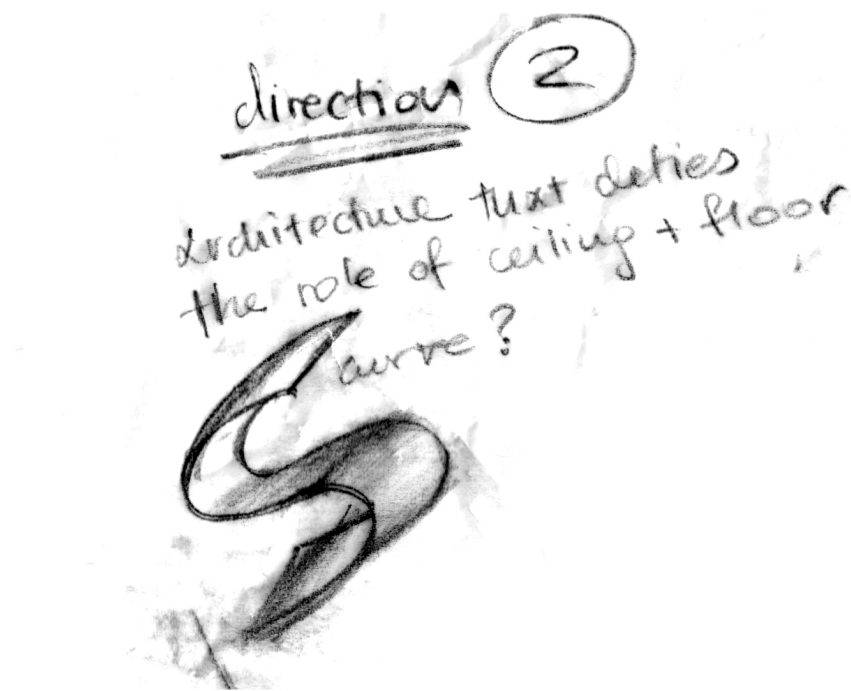 direction 2
Architecture that defies
the role of ceiling + floor
curve?